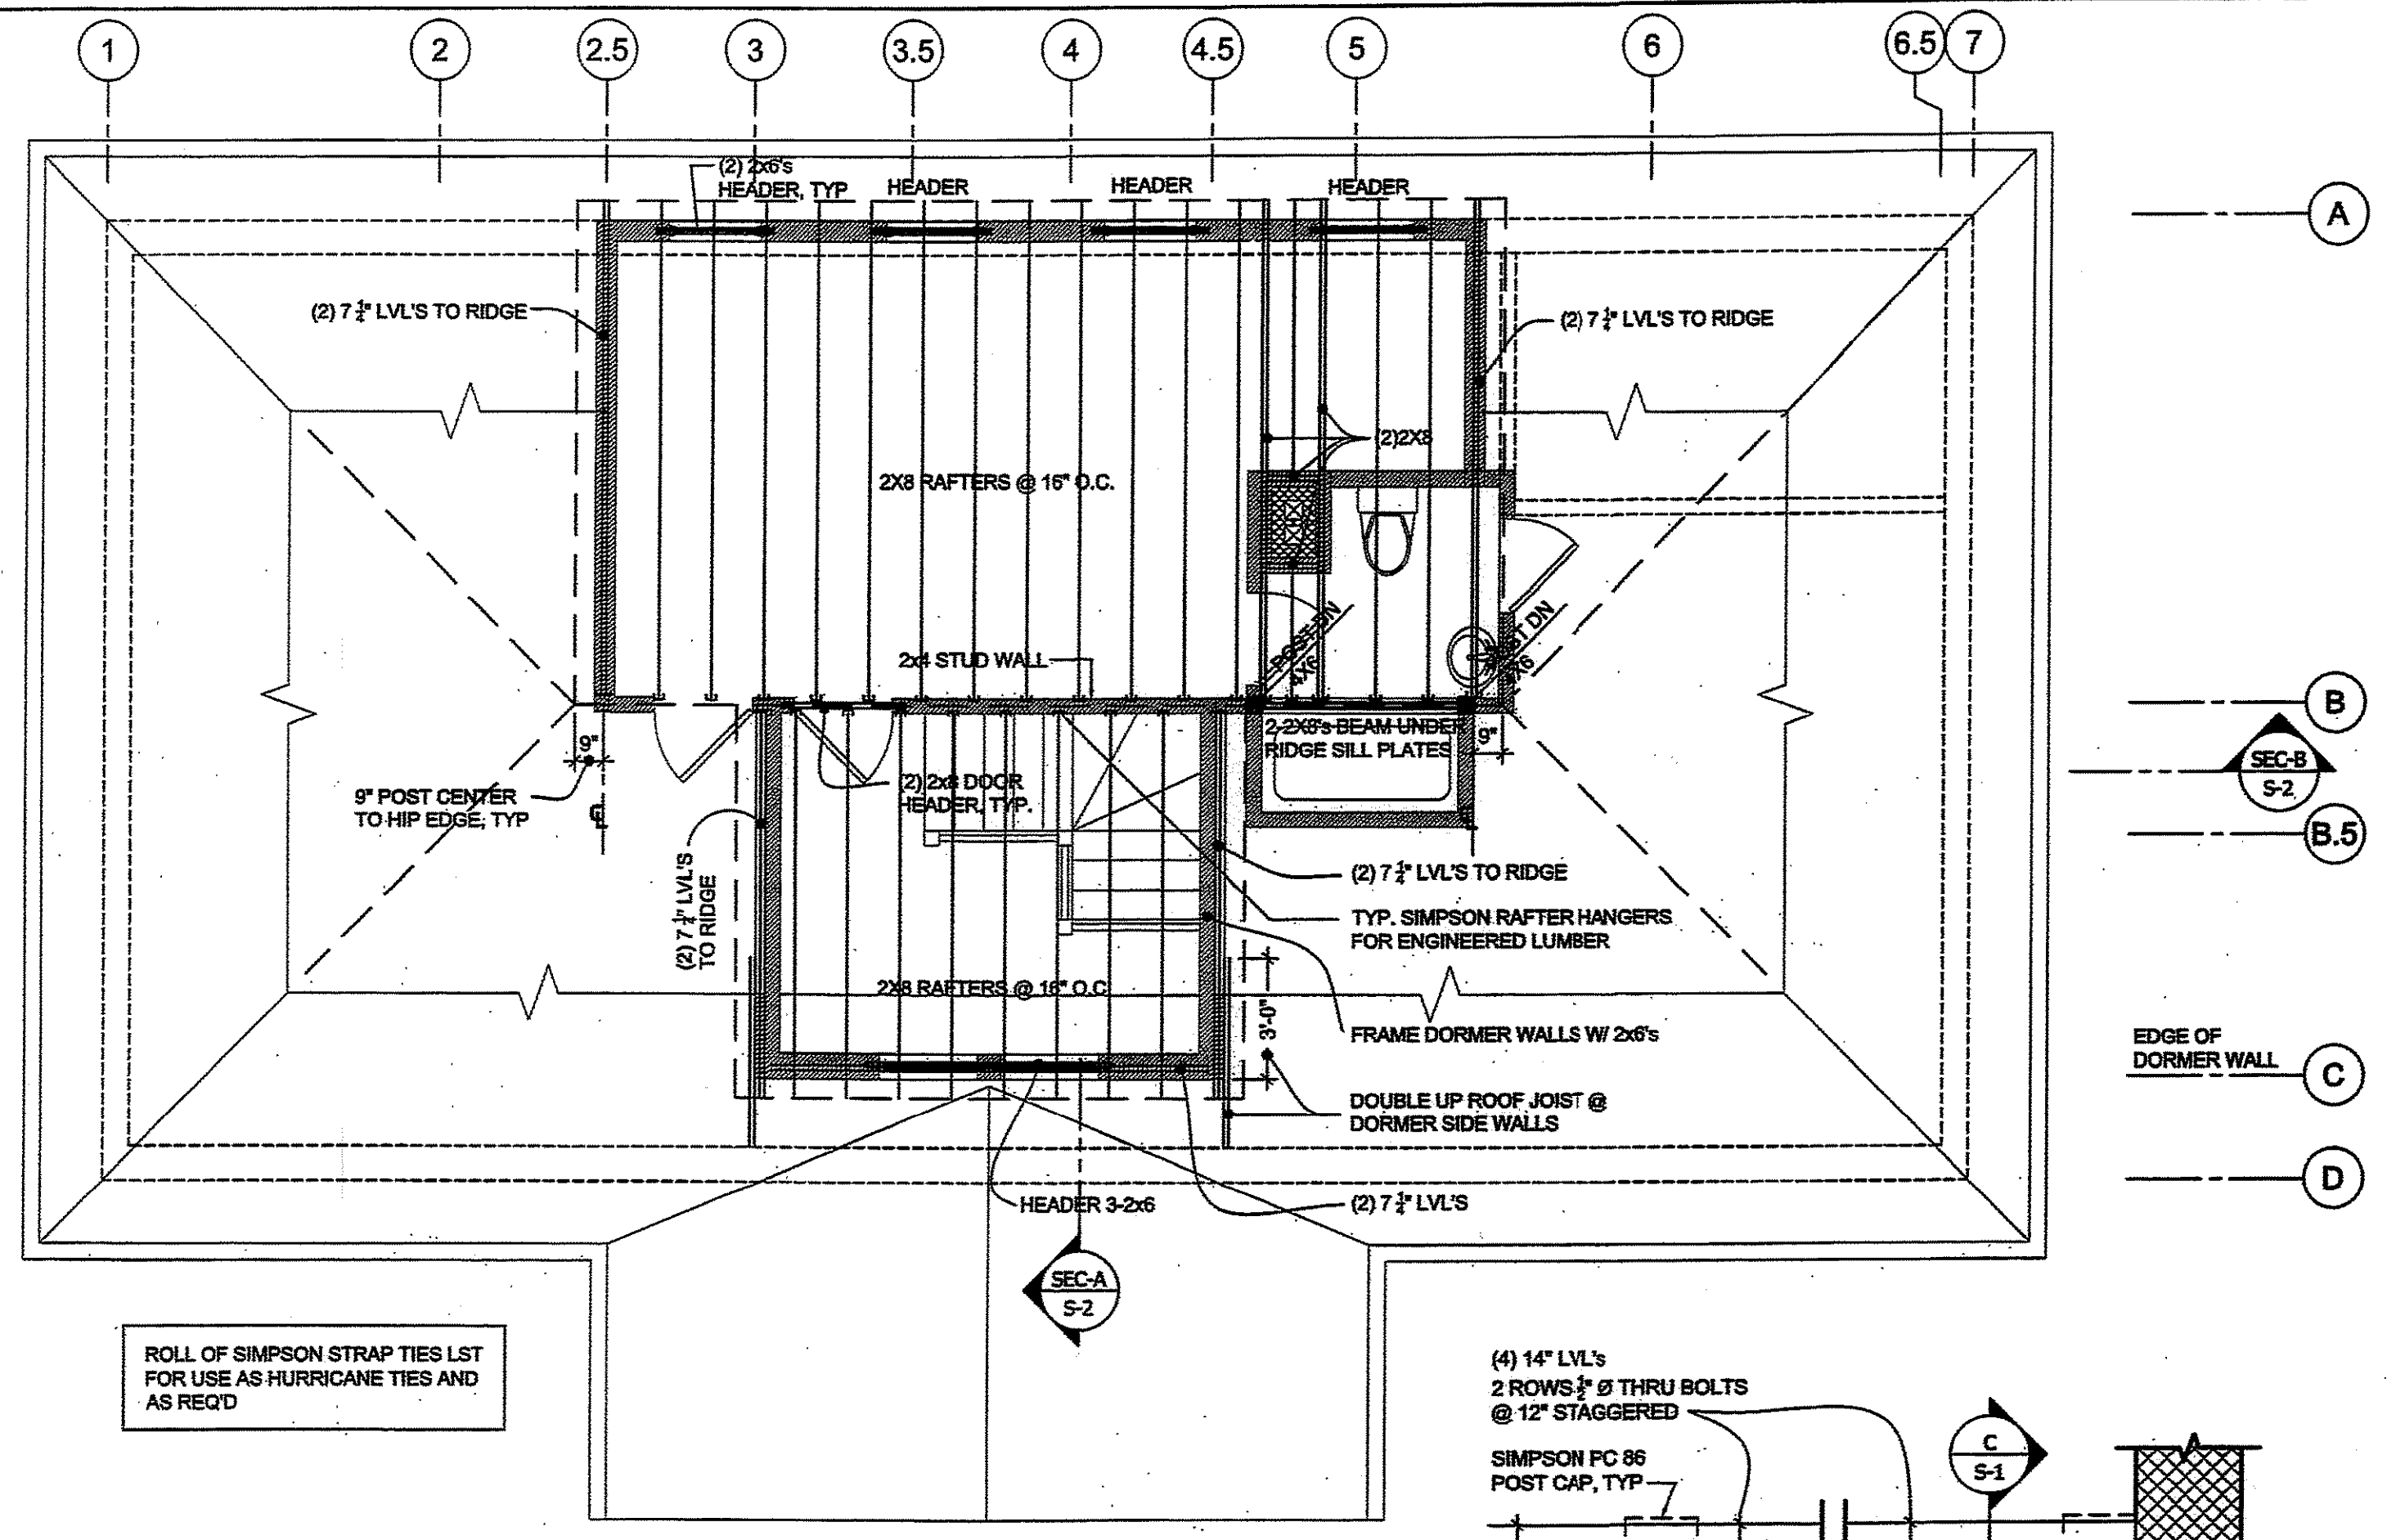 1 2 2.5 3 3.5 4 4.5 5 6 6.5 7
(2) 2x6's
HEADER, TYP
HEADER
HEADER
HEADER
A
(2) 7 1/4" LVL'S TO RIDGE
(2) 7 1/4" LVL'S TO RIDGE
(2)2X8
2X8 RAFTERS @ 16" O.C.
2x4 STUD WALL
POST DN
POST DN
B
2-2X8's BEAM UNDER
RIDGE SILL PLATES
9"
9"
SEC-B
S-2
9" POST CENTER
TO HIP EDGE, TYP
(2) 2x8 DOOR
HEADER, TYP.
B.5
(2) 7 1/4" LVL'S
TO RIDGE
(2) 7 1/4" LVL'S TO RIDGE
TYP. SIMPSON RAFTER HANGERS
FOR ENGINEERED LUMBER
2X8 RAFTERS @ 16" O.C
3'-0"
FRAME DORMER WALLS W/ 2x6's
EDGE OF
DORMER WALL
C
DOUBLE UP ROOF JOIST @
DORMER SIDE WALLS
HEADER 3-2x6
(2) 7 1/4" LVL'S
D
SEC-A
S-2
ROLL OF SIMPSON STRAP TIES LST
FOR USE AS HURRICANE TIES AND
AS REQ'D
(4) 14" LVL's
2 ROWS 1/2" Ø THRU BOLTS
@ 12" STAGGERED
SIMPSON PC 86
POST CAP, TYP
C
S-1